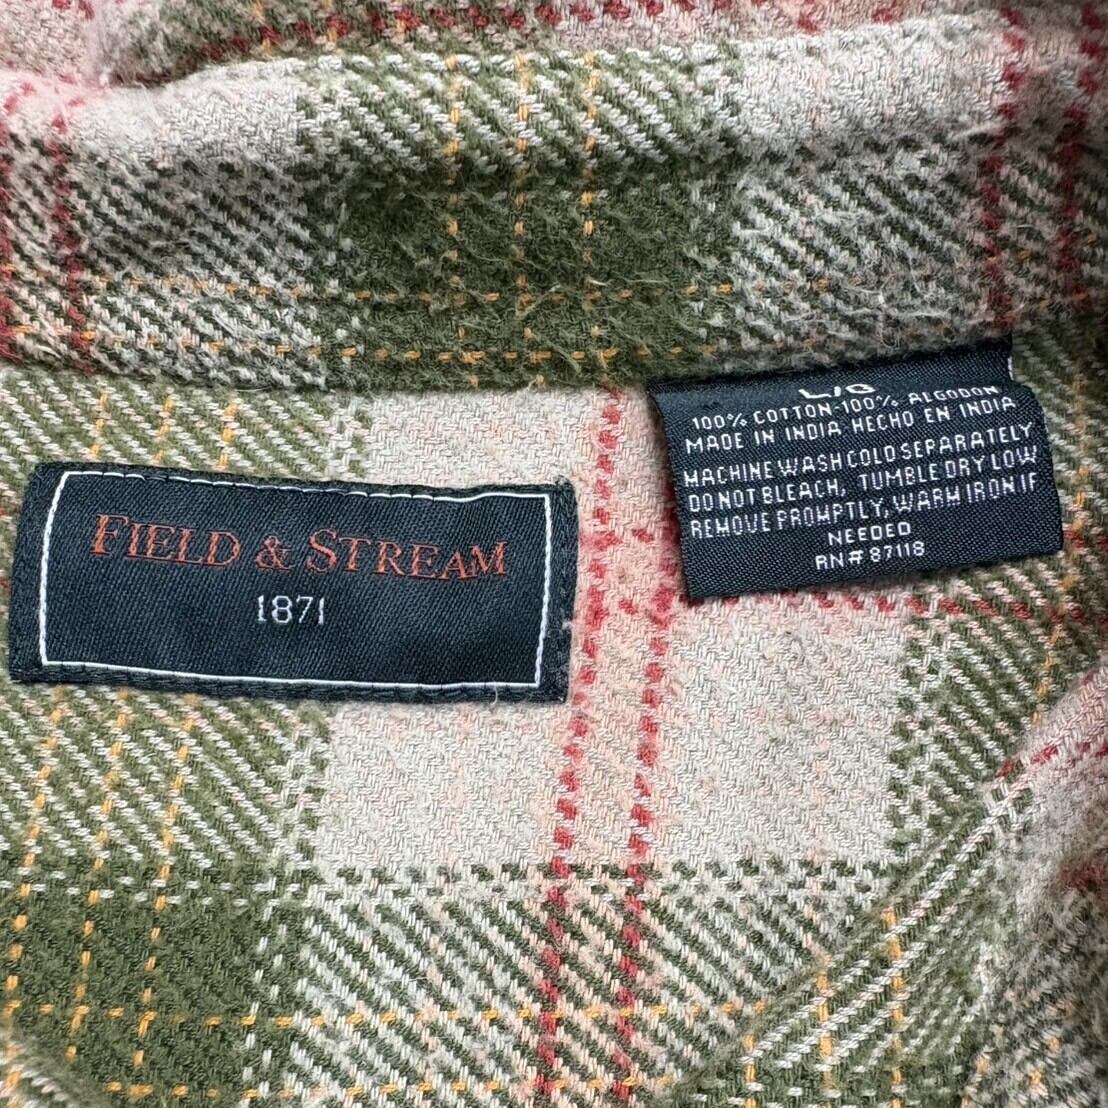 FIELD & STREAM
1871
L/G
100% COTTON-100% ALGODON
MADE IN INDIA HECHO EN INDIA
MACHINE WASH COLD SEPARATELY
DO NOT BLEACH, TUMBLE DRY LOW
REMOVE PROMPTLY, WARM IRON IF
NEEDED
RN# 87118